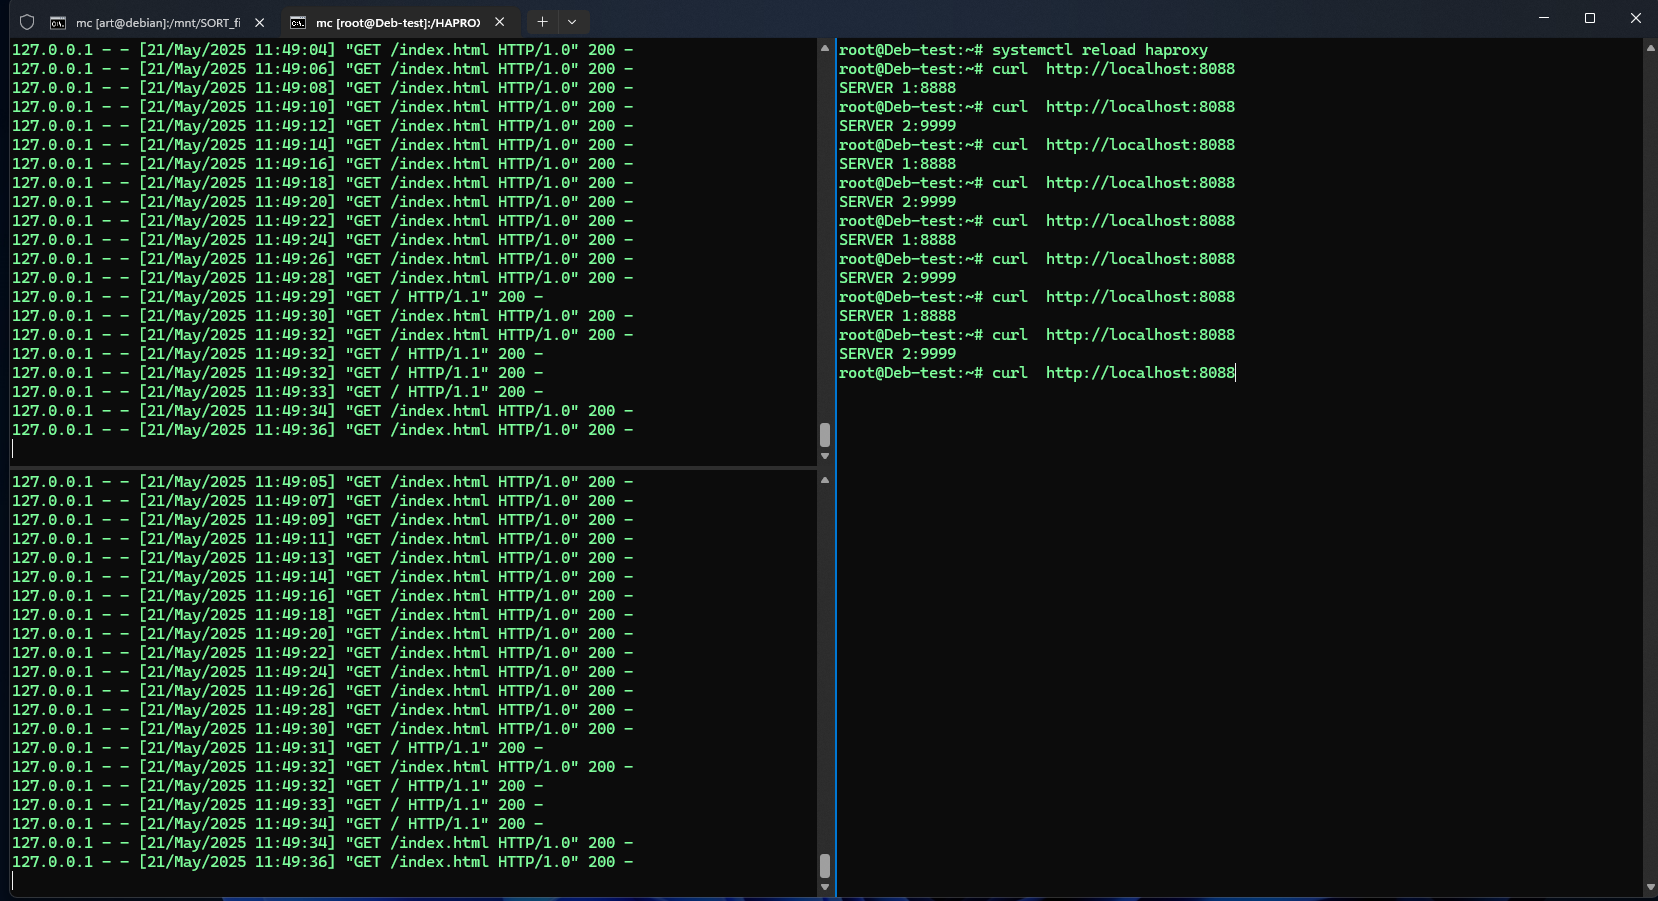 mc [art@debian]:/mnt/SORT_fi
mc [root@Deb-test]:/HAPROX
127.0.0.1 - - [21/May/2025 11:49:04] "GET /index.html HTTP/1.0" 200 -
127.0.0.1 - - [21/May/2025 11:49:06] "GET /index.html HTTP/1.0" 200 -
127.0.0.1 - - [21/May/2025 11:49:08] "GET /index.html HTTP/1.0" 200 -
127.0.0.1 - - [21/May/2025 11:49:10] "GET /index.html HTTP/1.0" 200 -
127.0.0.1 - - [21/May/2025 11:49:12] "GET /index.html HTTP/1.0" 200 -
127.0.0.1 - - [21/May/2025 11:49:14] "GET /index.html HTTP/1.0" 200 -
127.0.0.1 - - [21/May/2025 11:49:16] "GET /index.html HTTP/1.0" 200 -
127.0.0.1 - - [21/May/2025 11:49:18] "GET /index.html HTTP/1.0" 200 -
127.0.0.1 - - [21/May/2025 11:49:20] "GET /index.html HTTP/1.0" 200 -
127.0.0.1 - - [21/May/2025 11:49:22] "GET /index.html HTTP/1.0" 200 -
127.0.0.1 - - [21/May/2025 11:49:24] "GET /index.html HTTP/1.0" 200 -
127.0.0.1 - - [21/May/2025 11:49:26] "GET /index.html HTTP/1.0" 200 -
127.0.0.1 - - [21/May/2025 11:49:28] "GET /index.html HTTP/1.0" 200 -
127.0.0.1 - - [21/May/2025 11:49:29] "GET / HTTP/1.1" 200 -
127.0.0.1 - - [21/May/2025 11:49:30] "GET /index.html HTTP/1.0" 200 -
127.0.0.1 - - [21/May/2025 11:49:32] "GET /index.html HTTP/1.0" 200 -
127.0.0.1 - - [21/May/2025 11:49:32] "GET / HTTP/1.1" 200 -
127.0.0.1 - - [21/May/2025 11:49:32] "GET / HTTP/1.1" 200 -
127.0.0.1 - - [21/May/2025 11:49:33] "GET / HTTP/1.1" 200 -
127.0.0.1 - - [21/May/2025 11:49:34] "GET /index.html HTTP/1.0" 200 -
127.0.0.1 - - [21/May/2025 11:49:36] "GET /index.html HTTP/1.0" 200 -
127.0.0.1 - - [21/May/2025 11:49:05] "GET /index.html HTTP/1.0" 200 -
127.0.0.1 - - [21/May/2025 11:49:07] "GET /index.html HTTP/1.0" 200 -
127.0.0.1 - - [21/May/2025 11:49:09] "GET /index.html HTTP/1.0" 200 -
127.0.0.1 - - [21/May/2025 11:49:11] "GET /index.html HTTP/1.0" 200 -
127.0.0.1 - - [21/May/2025 11:49:13] "GET /index.html HTTP/1.0" 200 -
127.0.0.1 - - [21/May/2025 11:49:14] "GET /index.html HTTP/1.0" 200 -
127.0.0.1 - - [21/May/2025 11:49:16] "GET /index.html HTTP/1.0" 200 -
127.0.0.1 - - [21/May/2025 11:49:18] "GET /index.html HTTP/1.0" 200 -
127.0.0.1 - - [21/May/2025 11:49:20] "GET /index.html HTTP/1.0" 200 -
127.0.0.1 - - [21/May/2025 11:49:22] "GET /index.html HTTP/1.0" 200 -
127.0.0.1 - - [21/May/2025 11:49:24] "GET /index.html HTTP/1.0" 200 -
127.0.0.1 - - [21/May/2025 11:49:26] "GET /index.html HTTP/1.0" 200 -
127.0.0.1 - - [21/May/2025 11:49:28] "GET /index.html HTTP/1.0" 200 -
127.0.0.1 - - [21/May/2025 11:49:30] "GET /index.html HTTP/1.0" 200 -
127.0.0.1 - - [21/May/2025 11:49:31] "GET / HTTP/1.1" 200 -
127.0.0.1 - - [21/May/2025 11:49:32] "GET /index.html HTTP/1.0" 200 -
127.0.0.1 - - [21/May/2025 11:49:32] "GET / HTTP/1.1" 200 -
127.0.0.1 - - [21/May/2025 11:49:33] "GET / HTTP/1.1" 200 -
127.0.0.1 - - [21/May/2025 11:49:34] "GET / HTTP/1.1" 200 -
127.0.0.1 - - [21/May/2025 11:49:34] "GET /index.html HTTP/1.0" 200 -
127.0.0.1 - - [21/May/2025 11:49:36] "GET /index.html HTTP/1.0" 200 -
root@Deb-test:~# systemctl reload haproxy
root@Deb-test:~# curl  http://localhost:8088
SERVER 1:8888
root@Deb-test:~# curl  http://localhost:8088
SERVER 2:9999
root@Deb-test:~# curl  http://localhost:8088
SERVER 1:8888
root@Deb-test:~# curl  http://localhost:8088
SERVER 2:9999
root@Deb-test:~# curl  http://localhost:8088
SERVER 1:8888
root@Deb-test:~# curl  http://localhost:8088
SERVER 2:9999
root@Deb-test:~# curl  http://localhost:8088
SERVER 1:8888
root@Deb-test:~# curl  http://localhost:8088
SERVER 2:9999
root@Deb-test:~# curl  http://localhost:8088